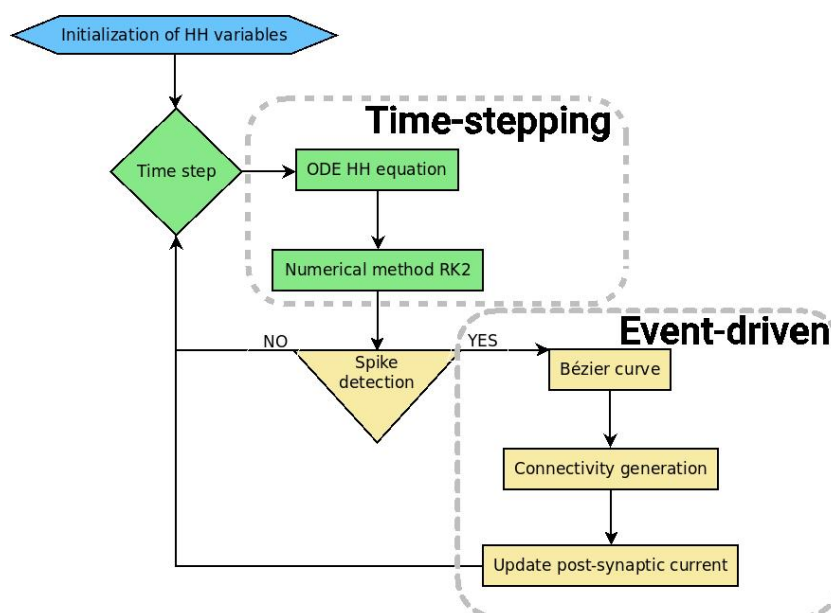 Initialization of HH variables
Time-stepping
Time step
ODE HH equation
Numerical method RK2
Event-driven
NO
YES
Spike
detection
Bézier curve
Connectivity generation
Update post-synaptic current